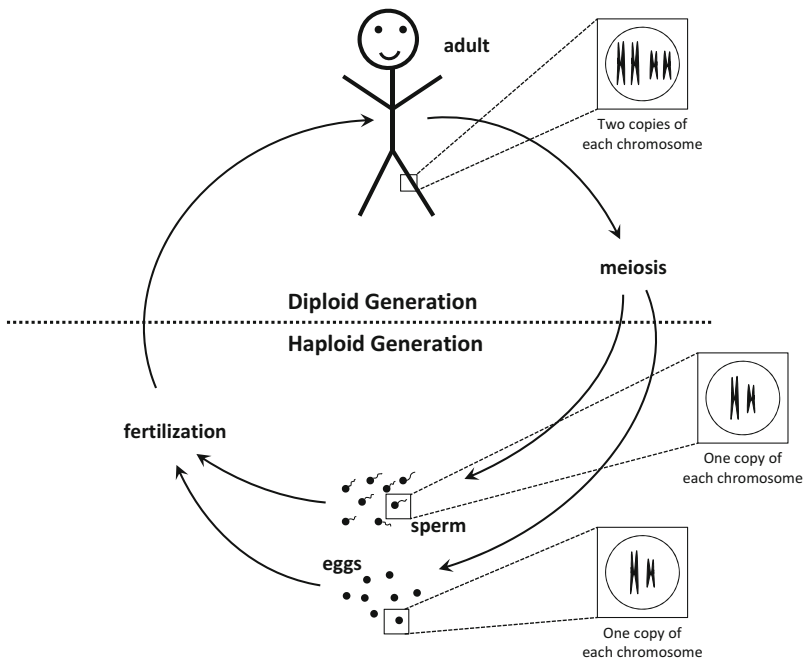 adult
Two copies of
each chromosome
meiosis
Diploid Generation
Haploid Generation
fertilization
One copy of
each chromosome
sperm
eggs
One copy of
each chromosome